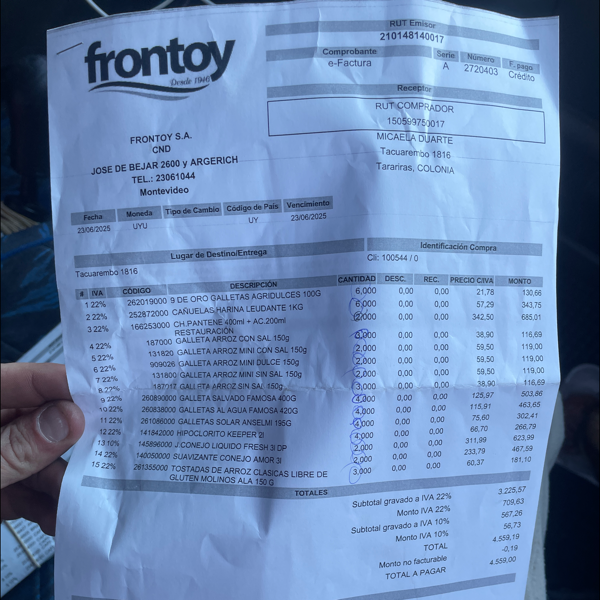 frontoy
Desde 1946
RUT Emisor
210148140017
Comprobante Serie Número F. pago
e-Factura A 2720403 Crédito
Receptor
RUT COMPRADOR
150599750017
MICAELA DUARTE
Tacuarembo 1816
Tarariras, COLONIA
FRONTOY S.A.
CND
JOSE DE BEJAR 2600 y ARGERICH
TEL.: 23061044
Montevideo
Fecha Moneda Tipo de Cambio Código de País Vencimiento
23/06/2025 UYU UY 23/06/2025
Lugar de Destino/Entrega Identificación Compra
Tacuarembo 1816 Cli: 100544 / 0
# IVA CÓDIGO DESCRIPCIÓN CANTIDAD DESC. REC. PRECIO C/IVA MONTO
1 22% 262019000 9 DE ORO GALLETAS AGRIDULCES 100G 6,000 0,00 0,00 21,78 130,66
2 22% 252872000 CAÑUELAS HARINA LEUDANTE 1KG 6,000 0,00 0,00 57,29 343,75
3 22% 166253000 CH.PANTENE 400ml + AC.200ml RESTAURACIÓN 2,000 0,00 0,00 342,50 685,01
4 22% 187000 GALLETA ARROZ CON SAL 150g 3,000 0,00 0,00 38,90 116,69
5 22% 131820 GALLETA ARROZ MINI CON SAL 150g 2,000 0,00 0,00 59,50 119,00
6 22% 909026 GALLETA ARROZ MINI DULCE 150g 2,000 0,00 0,00 59,50 119,00
7 22% 131800 GALLETA ARROZ MINI SIN SAL 150g 2,000 0,00 0,00 59,50 119,00
8 22% 187017 GALLETA ARROZ SIN SAL 150g 3,000 0,00 0,00 38,90 116,69
9 22% 260890000 GALLETA SALVADO FAMOSA 400G 4,000 0,00 0,00 125,97 503,86
10 22% 260838000 GALLETAS AL AGUA FAMOSA 420G 4,000 0,00 0,00 115,91 463,65
11 22% 261086000 GALLETAS SOLAR ANSELMI 195G 4,000 0,00 0,00 75,60 302,41
12 22% 141842000 HIPOCLORITO KEEPER 2l 4,000 0,00 0,00 66,70 266,79
13 10% 145896000 J.CONEJO LIQUIDO FRESH 3l DP 2,000 0,00 0,00 311,99 623,99
14 22% 140050000 SUAVIZANTE CONEJO AMOR 3l 2,000 0,00 0,00 233,79 467,59
15 22% 261355000 TOSTADAS DE ARROZ CLASICAS LIBRE DE GLUTEN MOLINOS ALA 150 G 3,000 0,00 0,00 60,37 181,10
TOTALES
Subtotal gravado a IVA 22% 3.225,57
Monto IVA 22% 709,63
Subtotal gravado a IVA 10% 567,26
Monto IVA 10% 56,73
TOTAL 4.559,19
Monto no facturable -0,19
TOTAL A PAGAR 4.559,00